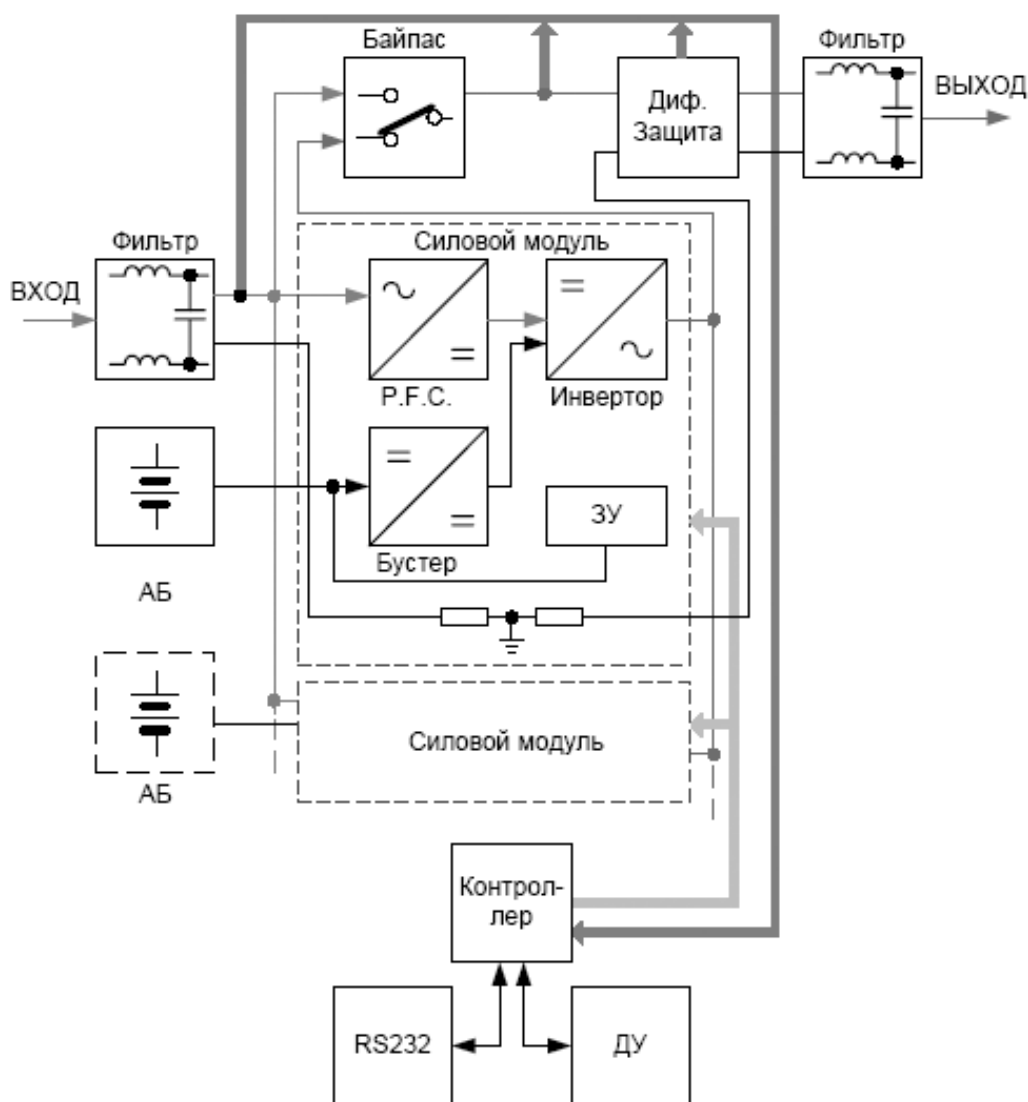 Байпас
Фильтр
ВЫХОД
Диф.
Защита
Фильтр
Силовой модуль
ВХОД
P.F.C.
Инвертор
ЗУ
Бустер
АБ
Силовой модуль
АБ
Контрол-
лер
RS232
ДУ